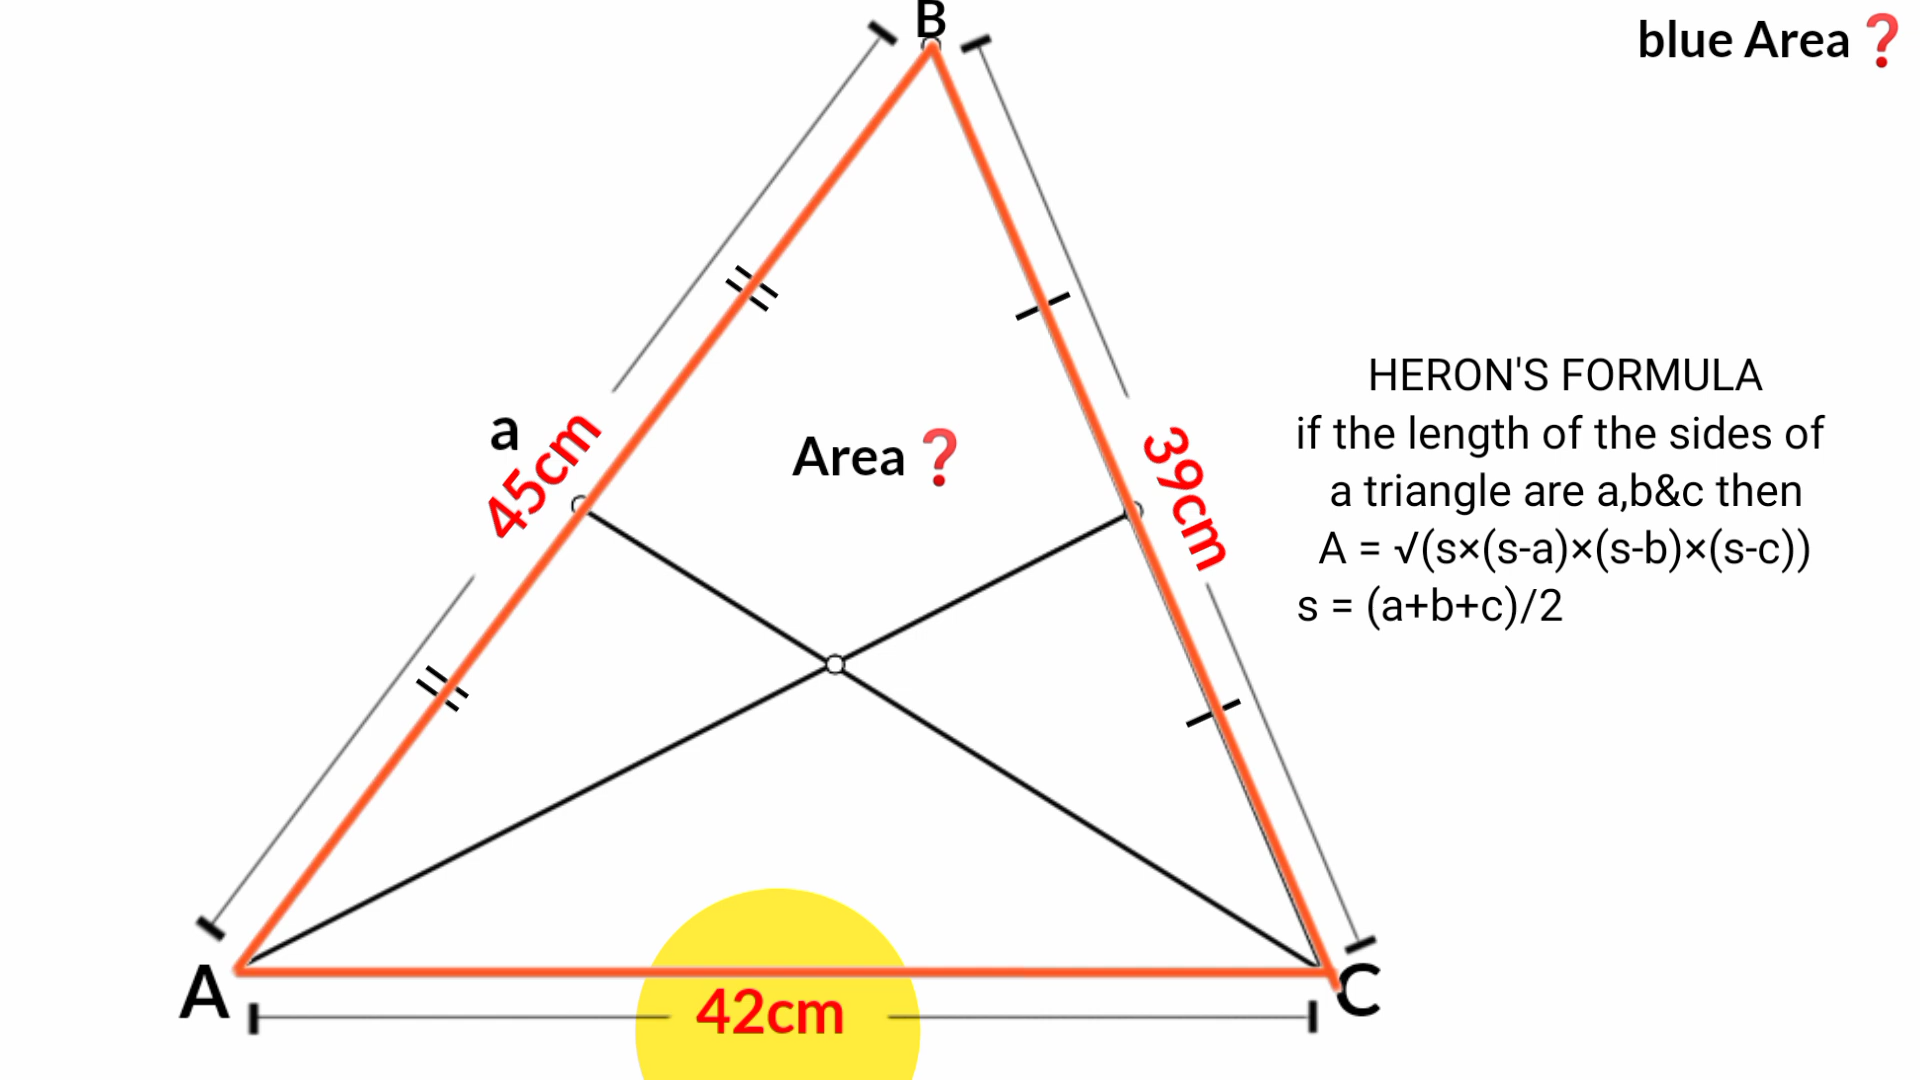 B
blue Area❓
a
45cm
Area❓
39cm
HERON'S FORMULA
if the length of the sides of
a triangle are a,b&c then
A = √(s×(s-a)×(s-b)×(s-c))
s = (a+b+c)/2
A
42cm
C